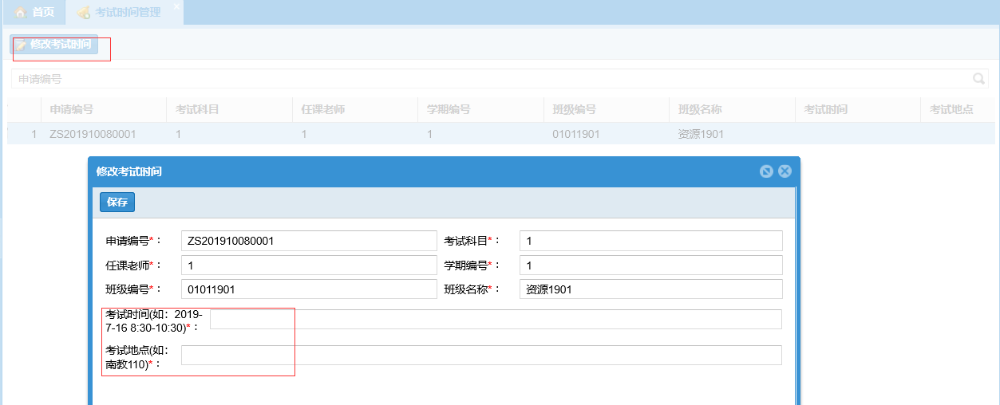 首页 考试时间管理
修改考试时间
申请编号
申请编号 考试科目 任课老师 学期编号 班级编号 班级名称 考试时间 考试地点
1 ZS201910080001 1 1 1 01011901 资源1901
修改考试时间
保存
申请编号*： ZS201910080001 考试科目*： 1
任课老师*： 1 学期编号*： 1
班级编号*： 01011901 班级名称*： 资源1901
考试时间(如：2019-
7-16 8:30-10:30)*：
考试地点(如：
南教110)*：